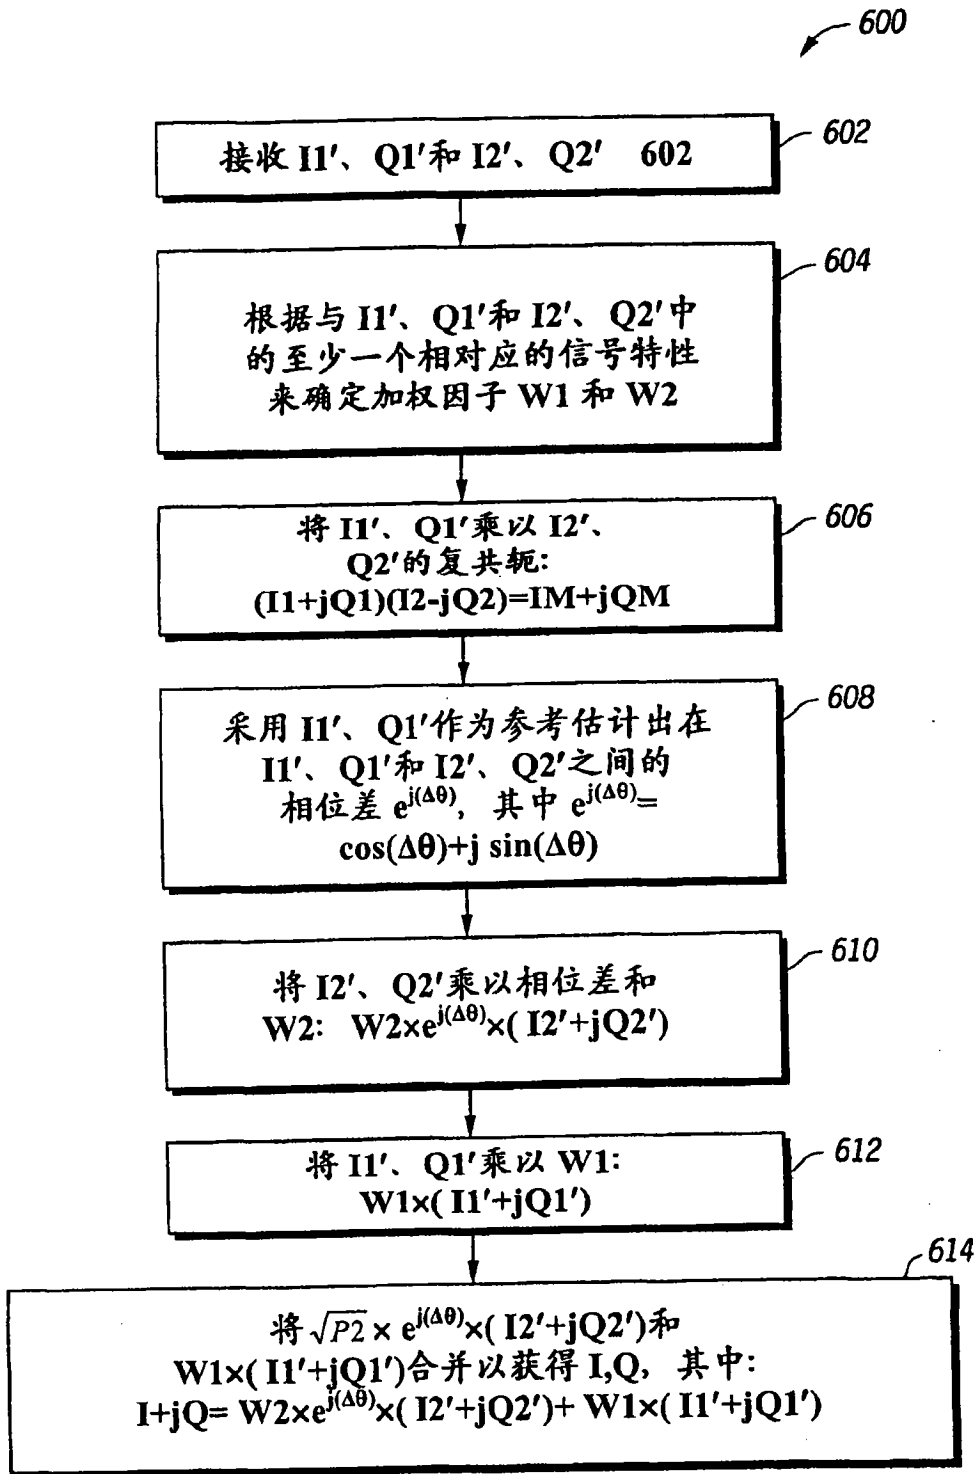 600
接收 I1′、Q1′和 I2′、Q2′ 602
602
604
根据与 I1′、Q1′和 I2′、Q2′中
的至少一个相对应的信号特性
来确定加权因子 W1 和 W2
606
将 I1′、Q1′乘以 I2′、
Q2′的复共轭:
(I1+jQ1)(I2-jQ2)=IM+jQM
608
采用 I1′、Q1′作为参考估计出在
I1′、Q1′和 I2′、Q2′之间的
相位差 e^j(Δθ), 其中 e^j(Δθ)=
cos(Δθ)+j sin(Δθ)
610
将 I2′、Q2′乘以相位差和
W2: W2×e^j(Δθ)×( I2′+jQ2′)
612
将 I1′、Q1′乘以 W1:
W1×( I1′+jQ1′)
614
将 √P2 × e^j(Δθ)×( I2′+jQ2′)和
W1×( I1′+jQ1′)合并以获得 I,Q, 其中:
I+jQ= W2×e^j(Δθ)×( I2′+jQ2′)+ W1×( I1′+jQ1′)